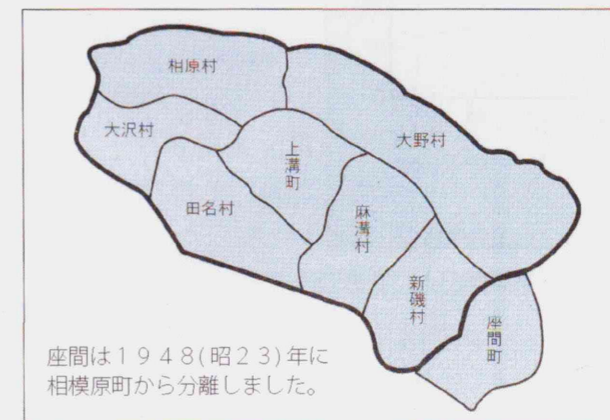 相原村
大沢村
大野村
上溝町
田名村
麻溝村
新磯村
座間町
座間は１９４８(昭２３)年に
相模原町から分離しました。